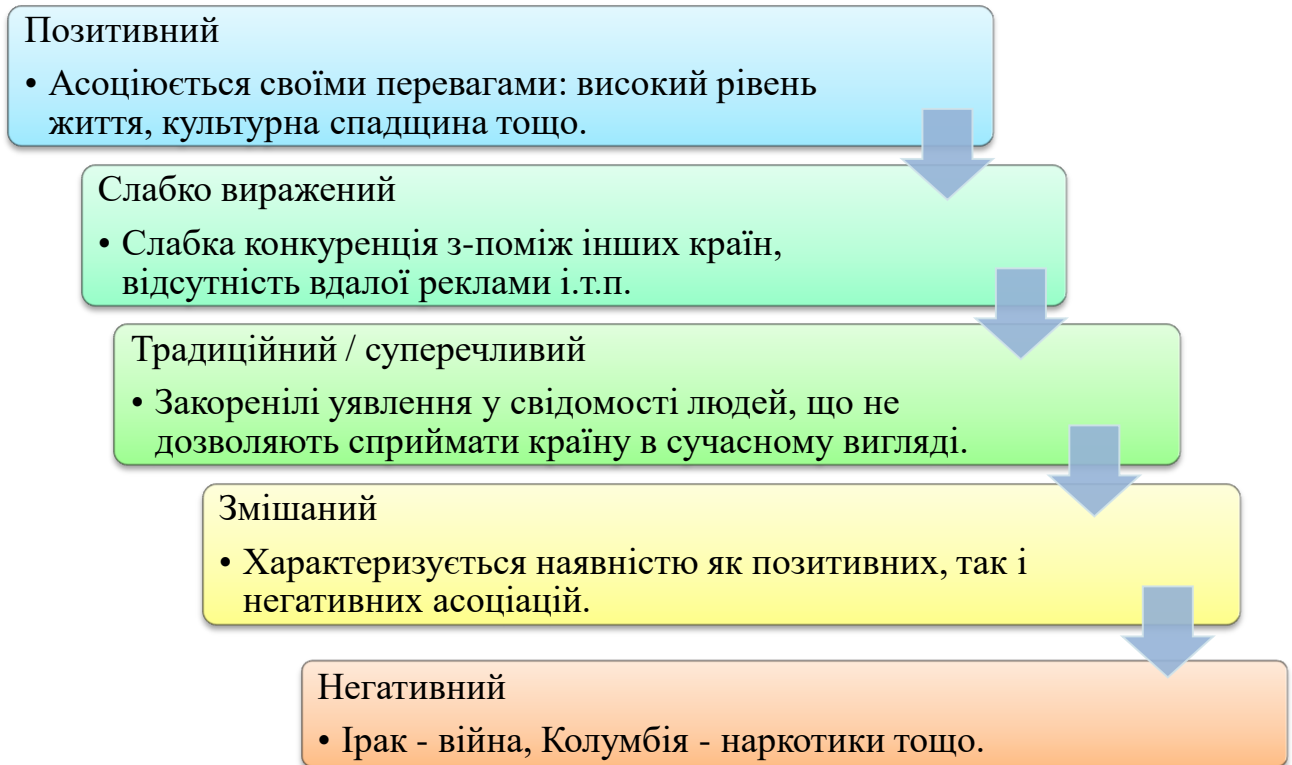 Позитивний
• Асоціюється своїми перевагами: високий рівень
життя, культурна спадщина тощо.
Слабко виражений
• Слабка конкуренція з-поміж інших країн,
відсутність вдалої реклами і.т.п.
Традиційний / суперечливий
• Закоренілі уявлення у свідомості людей, що не
дозволяють сприймати країну в сучасному вигляді.
Змішаний
• Характеризується наявністю як позитивних, так і
негативних асоціацій.
Негативний
• Ірак - війна, Колумбія - наркотики тощо.